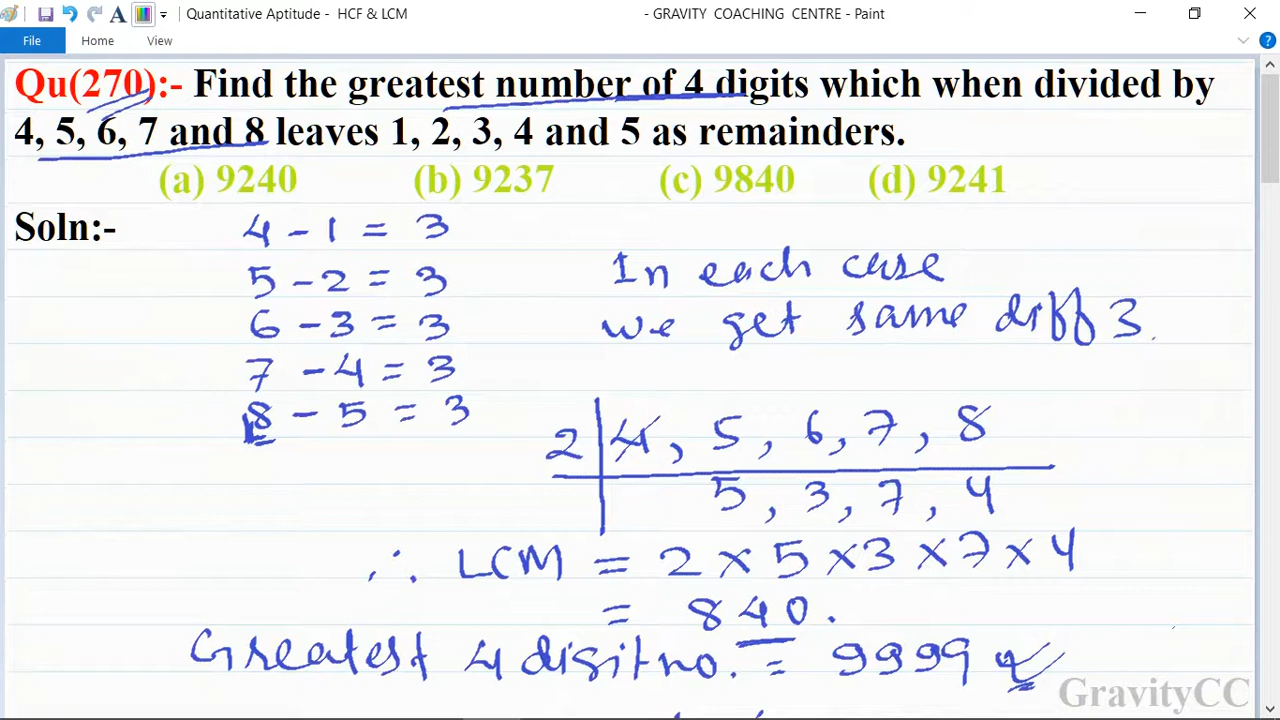 Quantitative Aptitude - HCF & LCM - GRAVITY COACHING CENTRE - Paint
File Home View
Qu(270):- Find the greatest number of 4 digits which when divided by
4, 5, 6, 7 and 8 leaves 1, 2, 3, 4 and 5 as remainders.
(a) 9240 (b) 9237 (c) 9840 (d) 9241
Soln:-
4 - 1 = 3
5 - 2 = 3
6 - 3 = 3
7 - 4 = 3
8 - 5 = 3
In each case
we get same diff 3.
2 | 4, 5, 6, 7, 8
5, 3, 7, 4
∴ LCM = 2 × 5 × 3 × 7 × 4
= 840.
Greatest 4 digit no. = 9999
GravityCC